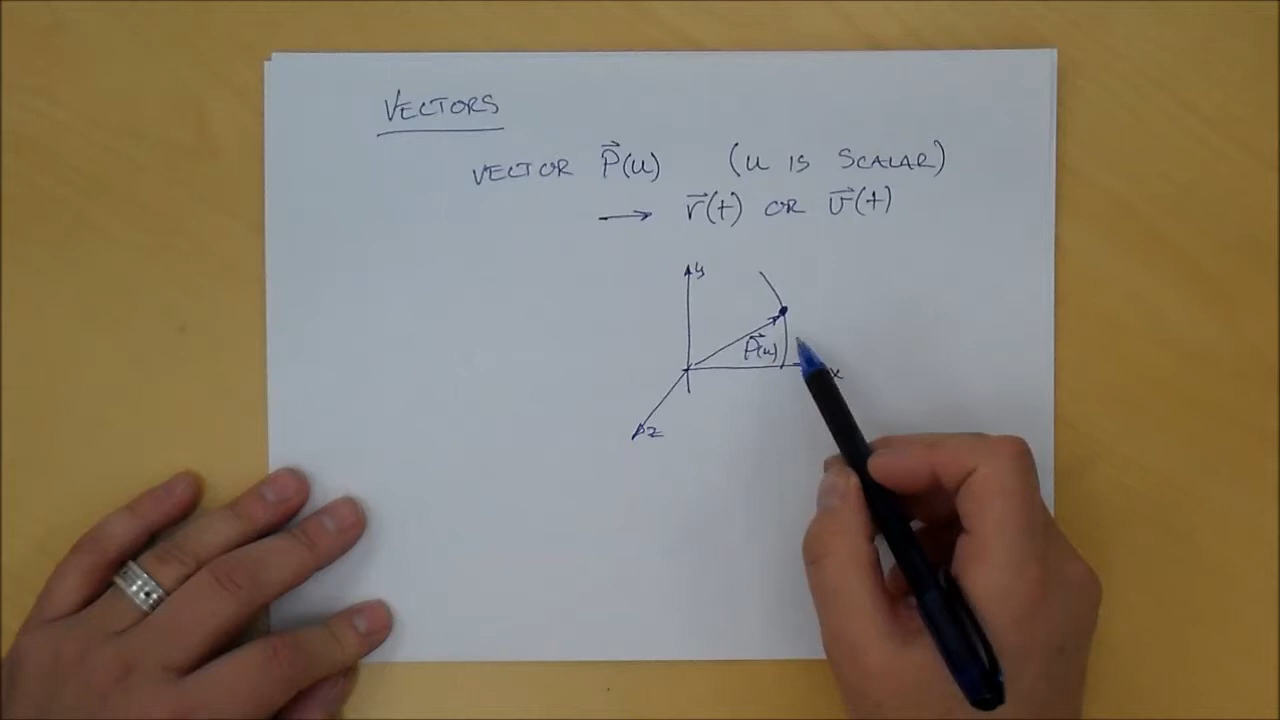 VECTORS
VECTOR P⃗(u) (u IS SCALAR)
→ r⃗(t) OR v⃗(t)
y
P⃗(u)
x
z